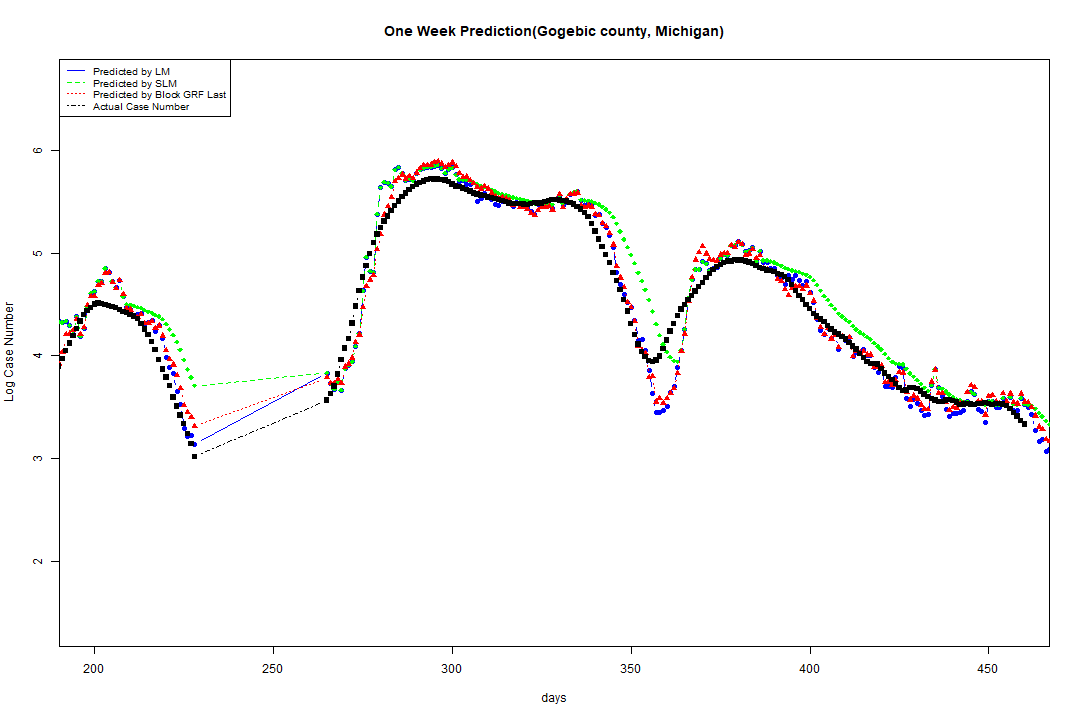 One Week Prediction(Gogebic county, Michigan)
Predicted by LM
Predicted by SLM
Predicted by Block GRF Last
Actual Case Number
6
5
4
3
2
Log Case Number
200 250 300 350 400 450
days